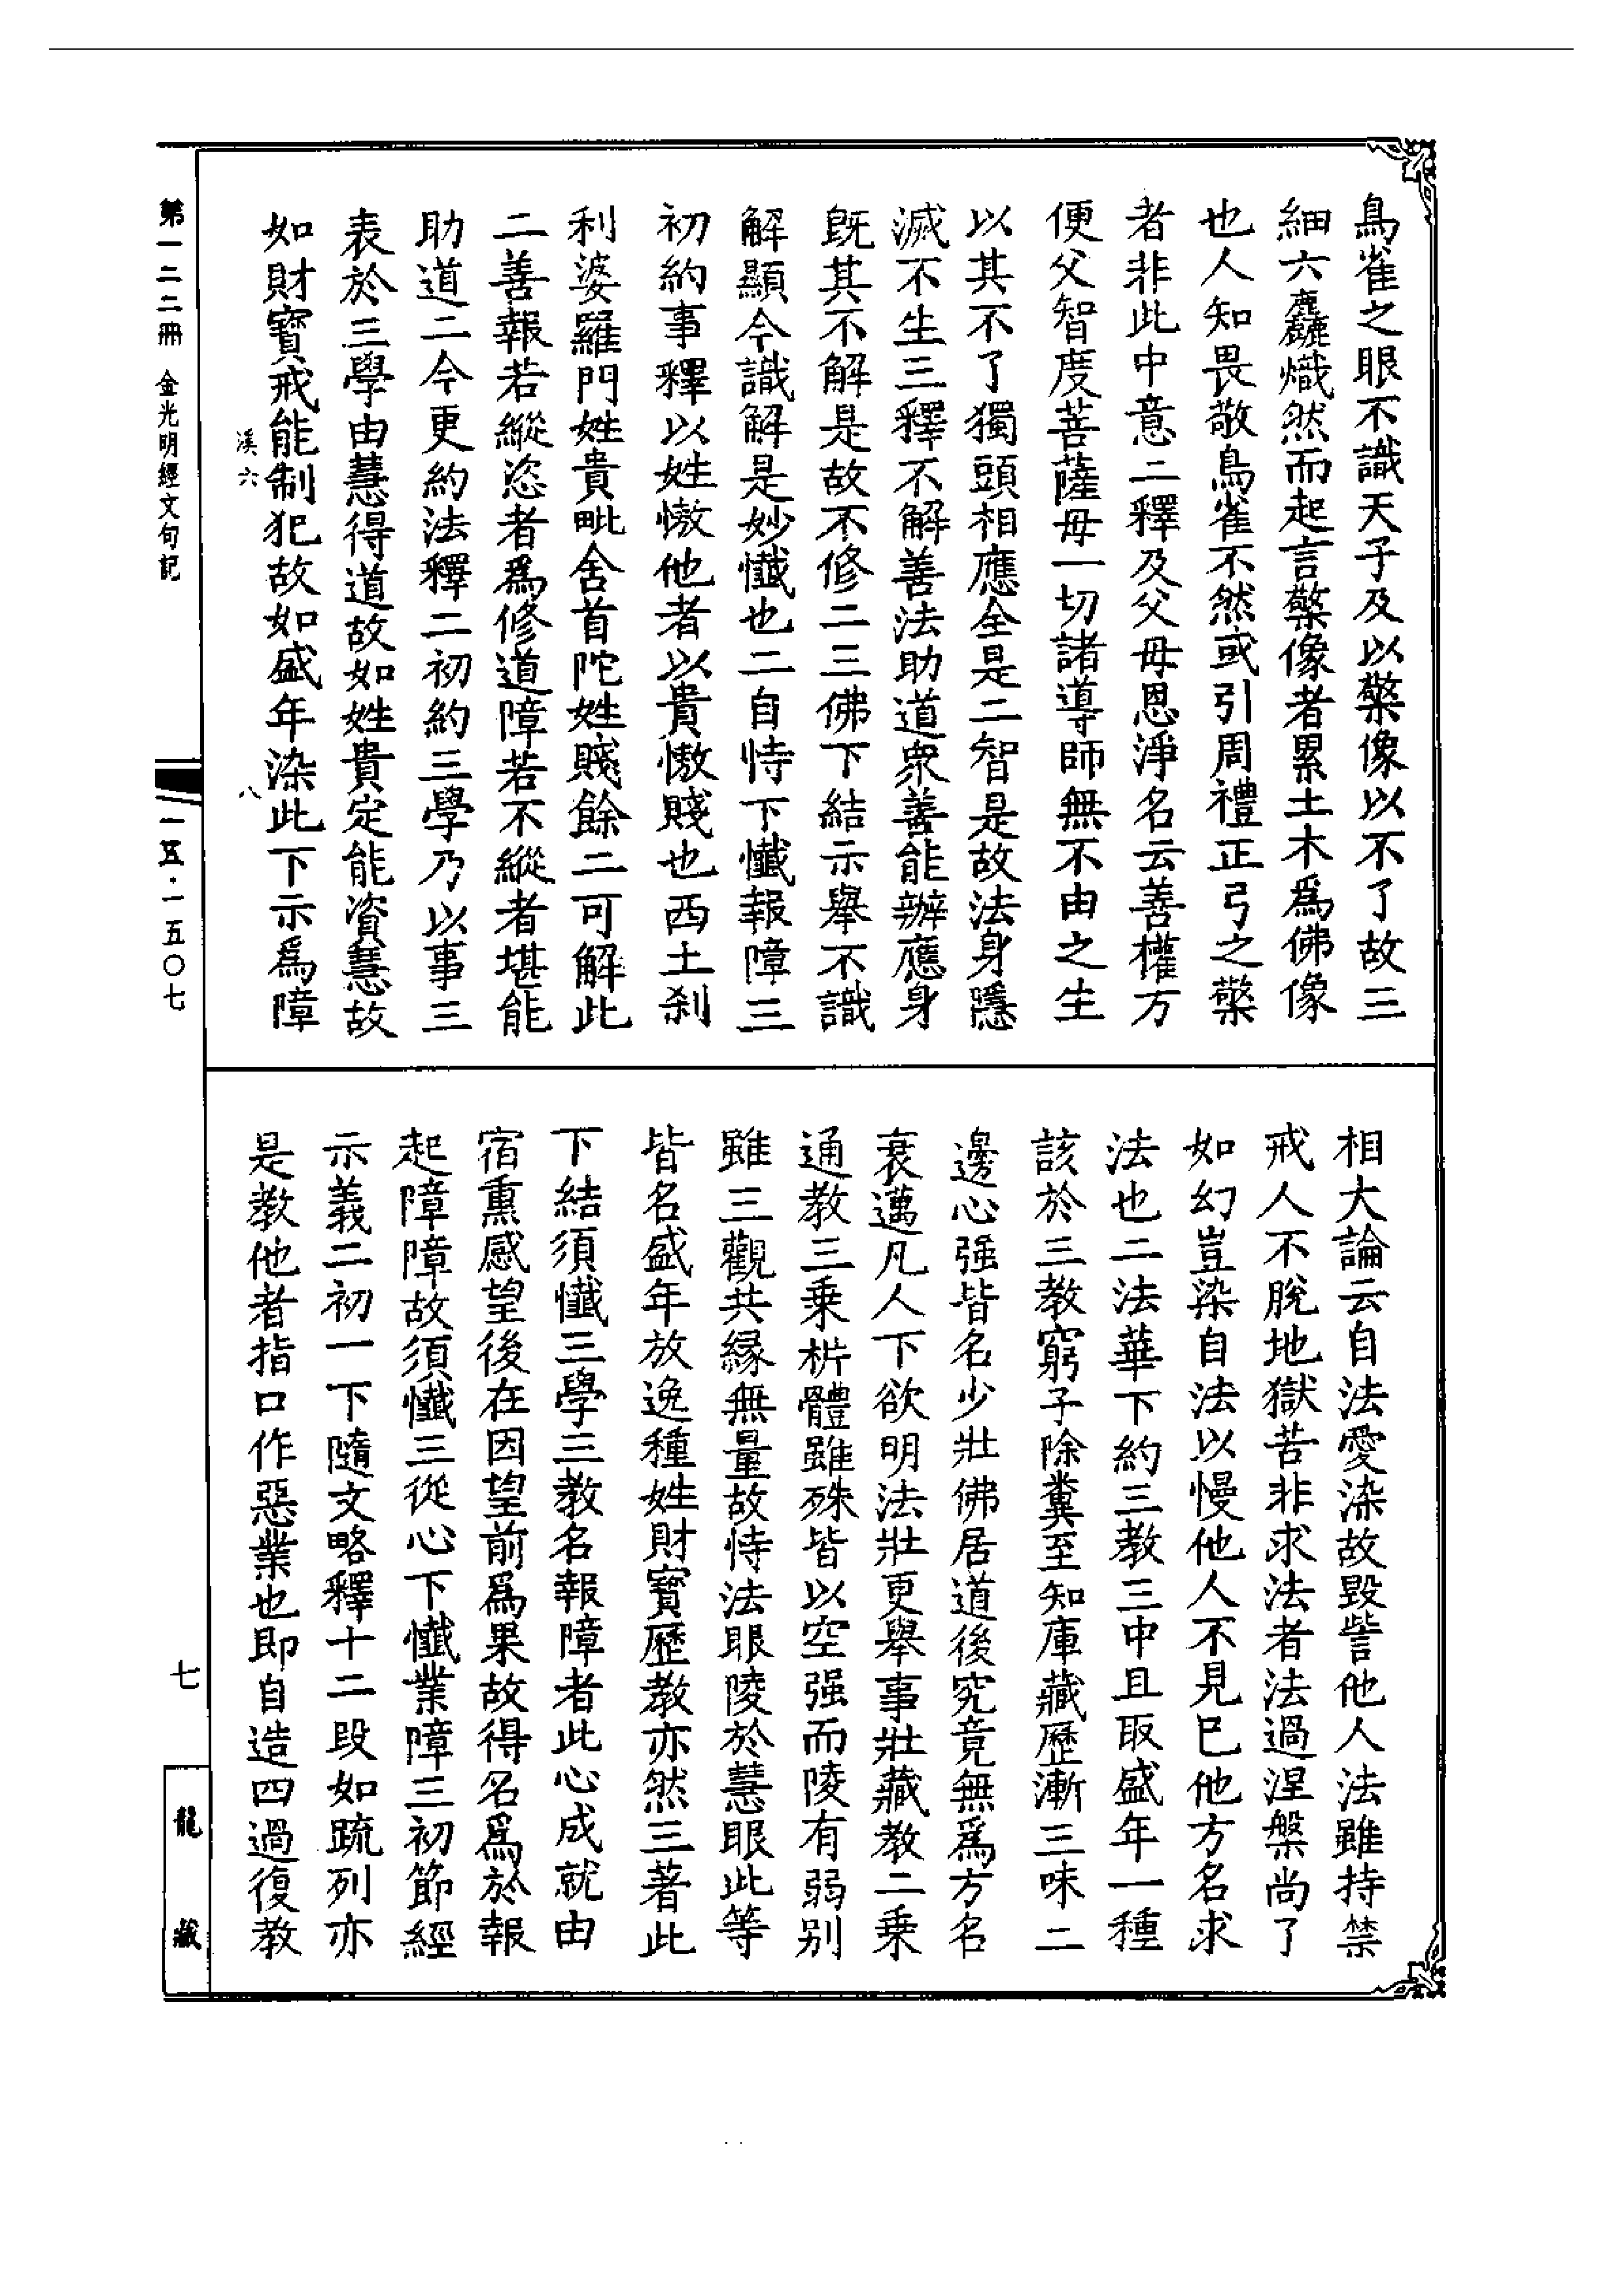 鳥雀之眼不識天子及以檠像以不了故三
細六麤熾然而起言檠像者累土木爲佛像
也人知畏敬鳥雀不然或引周禮正弓之檠
者非此中意二釋及父母恩淨名云善權方
便父智度菩薩母一切諸導師無不由之生
以其不了獨頭相應全是二智是故法身隱
滅不生三釋不解善法助道衆善能辦應身
旣其不解是故不修二三佛下結示舉不識
解顯今識解是妙懺也二自恃下懺報障三
初約事釋以姓憿他者以貴憿賤也西土刹
利婆羅門姓貴毗舍首陀姓賤餘二可解此
二善報若縱恣者爲修道障若不縱者堪能
助道二今更約法釋二初約三學乃以事三
表於三學由慧得道故如姓貴定能資慧故
如財寶戒能制犯故如盛年染此下示爲障
相大論云自法愛染故毀訾他人法雖持禁
戒人不脫地獄苦非求法者法過涅槃尚了
如幻豈染自法以慢他人不見巳他方名求
法也二法華下約三教三中且取盛年一種
該於三教窮子除糞至知庫藏歷漸三味二
邊心强皆名少壯佛居道後究竟無爲方名
衰邁凡人下欲明法壯更舉事壯藏教二乗
通教三乗析體雖殊皆以空强而陵有弱别
雖三觀共緣無量故恃法眼陵於慧眼此等
皆名盛年放逸種姓財寶歷教亦然三著此
下結須懺三學三教名報障者此心成就由
宿熏感望後在因望前爲果故得名爲於報
起障障故須懺三從心下懺業障三初節經
示義二初一下隨文略釋十二段如䟽列亦
是教他者指口作惡業也即自造四過復教
第一二二冊 金光明經文句記
溪六 八
一五五·一五〇七
七
龍藏